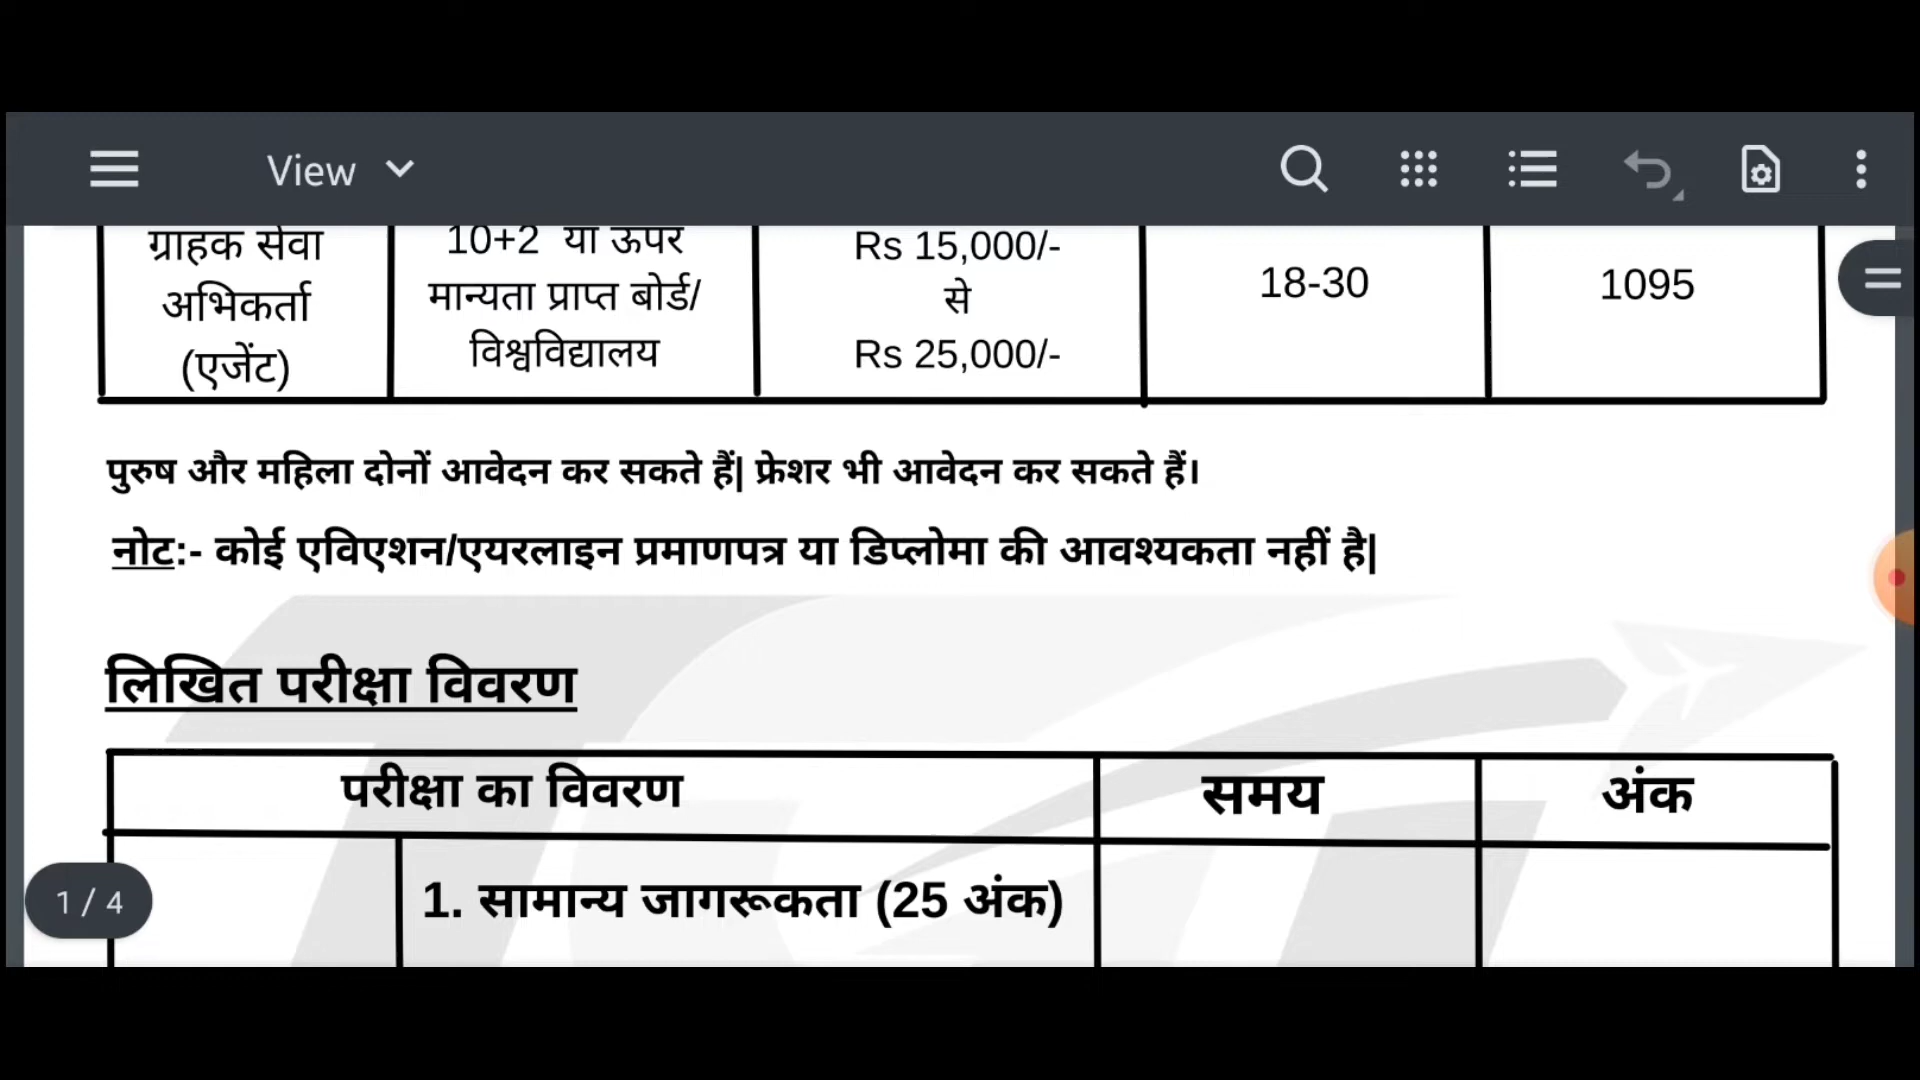 View
ग्राहक सेवा
अभिकर्ता
(एजेंट)
10+2 या ऊपर
मान्यता प्राप्त बोर्ड/
विश्वविद्यालय
Rs 15,000/-
से
Rs 25,000/-
18-30
1095
पुरुष और महिला दोनों आवेदन कर सकते हैं| फ्रेशर भी आवेदन कर सकते हैं।
नोट:- कोई एविएशन/एयरलाइन प्रमाणपत्र या डिप्लोमा की आवश्यकता नहीं है|
लिखित परीक्षा विवरण
परीक्षा का विवरण
समय
अंक
1. सामान्य जागरूकता (25 अंक)
1 / 4